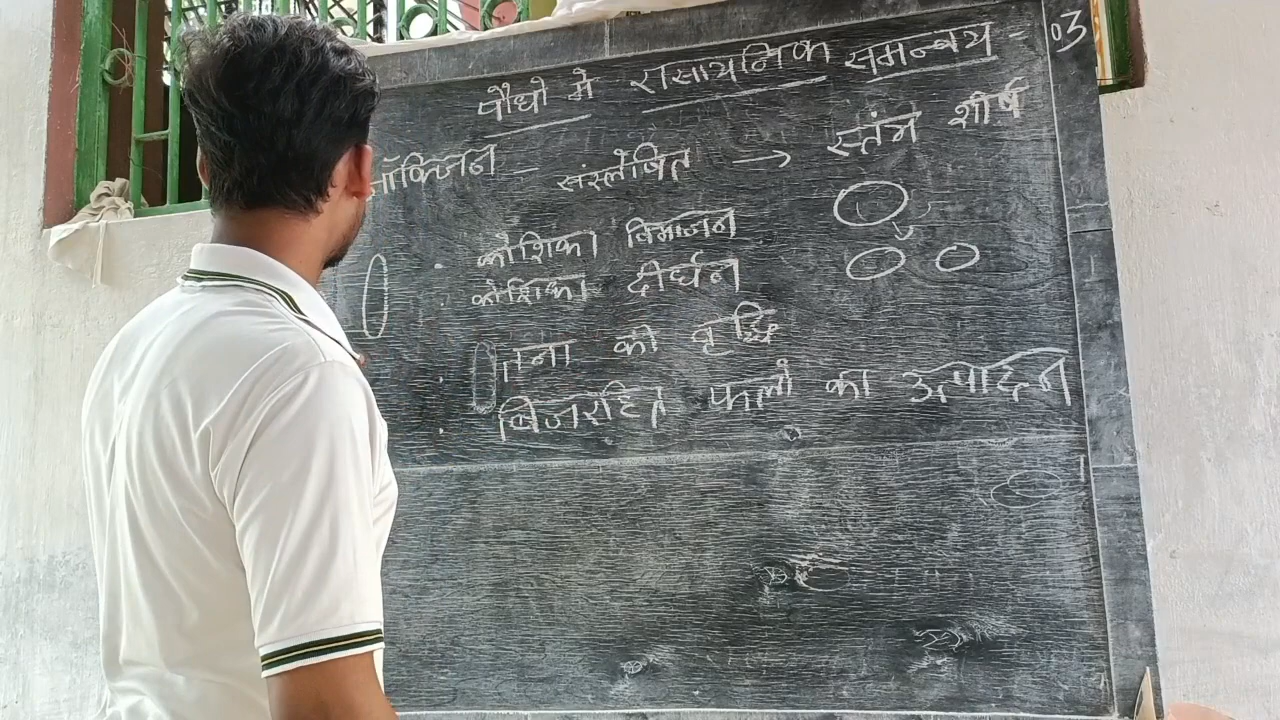 पौधो मे रासायनिक समन्वय - 03
ऑक्जिन - संस्लेषित → स्तंभ शीर्ष
. कोशिका विभाजन
. कोशिका दीर्घन
. तना की वृद्धि
. बिजरहित फलो का उत्पादन